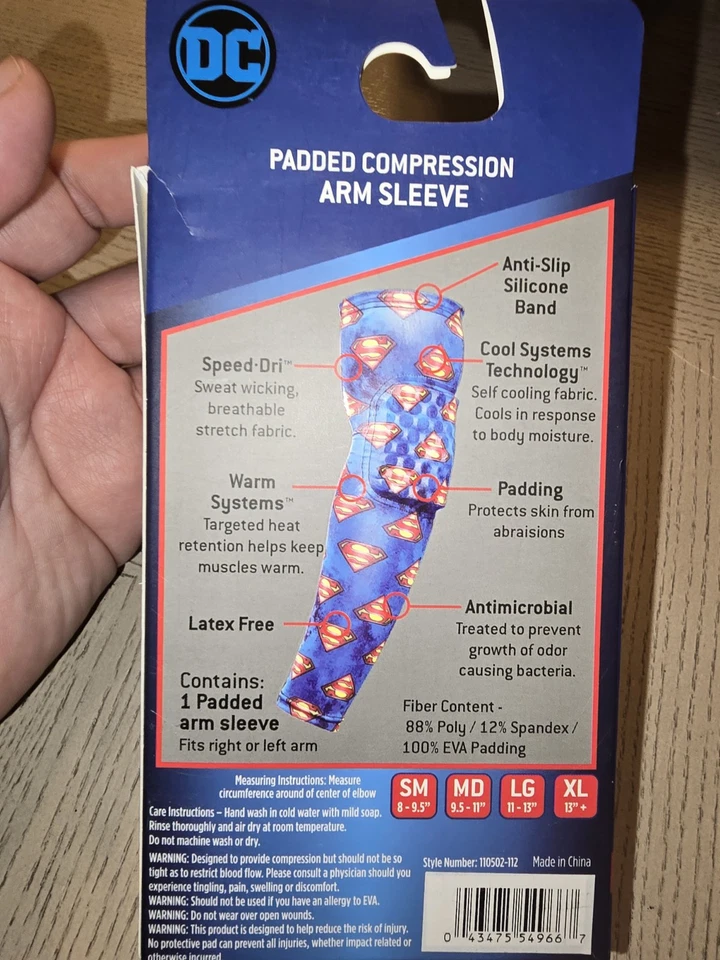 DC
PADDED COMPRESSION
ARM SLEEVE
Anti-Slip
Silicone
Band
Speed·Dri™
Sweat wicking,
breathable
stretch fabric.
Cool Systems
Technology™
Self cooling fabric.
Cools in response
to body moisture.
Warm
Systems™
Targeted heat
retention helps keep
muscles warm.
Padding
Protects skin from
abraisions
Latex Free
Antimicrobial
Treated to prevent
growth of odor
causing bacteria.
Contains:
1 Padded
arm sleeve
Fits right or left arm
Fiber Content -
88% Poly / 12% Spandex /
100% EVA Padding
Measuring Instructions: Measure
circumference around of center of elbow
SM
8 - 9.5"
MD
9.5 - 11"
LG
11 - 13"
XL
13" +
Care Instructions – Hand wash in cold water with mild soap.
Rinse thoroughly and air dry at room temperature.
Do not machine wash or dry.
WARNING: Designed to provide compression but should not be so
tight as to restrict blood flow. Please consult a physician should you
experience tingling, pain, swelling or discomfort.
WARNING: Should not be used if you have an allergy to EVA.
WARNING: Do not wear over open wounds.
WARNING: This product is designed to help reduce the risk of injury.
No protective pad can prevent all injuries, whether impact related or
otherwise incurred.
Style Number: 110502-112 Made in China
0 43475 54966 7